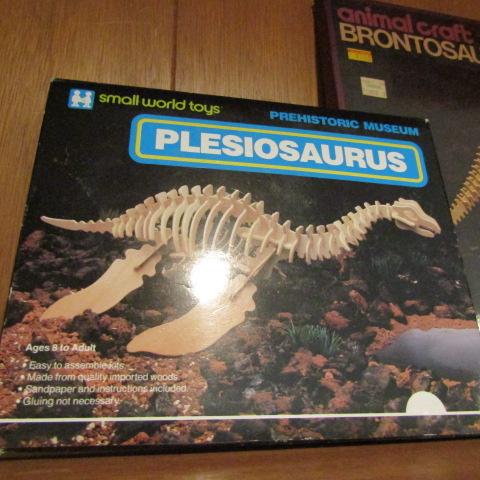 small world toys
PREHISTORIC MUSEUM
PLESIOSAURUS
Ages 8 to Adult
• Easy to assemble kits.
• Made from quality imported woods.
• Sandpaper and instructions included.
• Gluing not necessary.
animal craft
BRONTOSAU